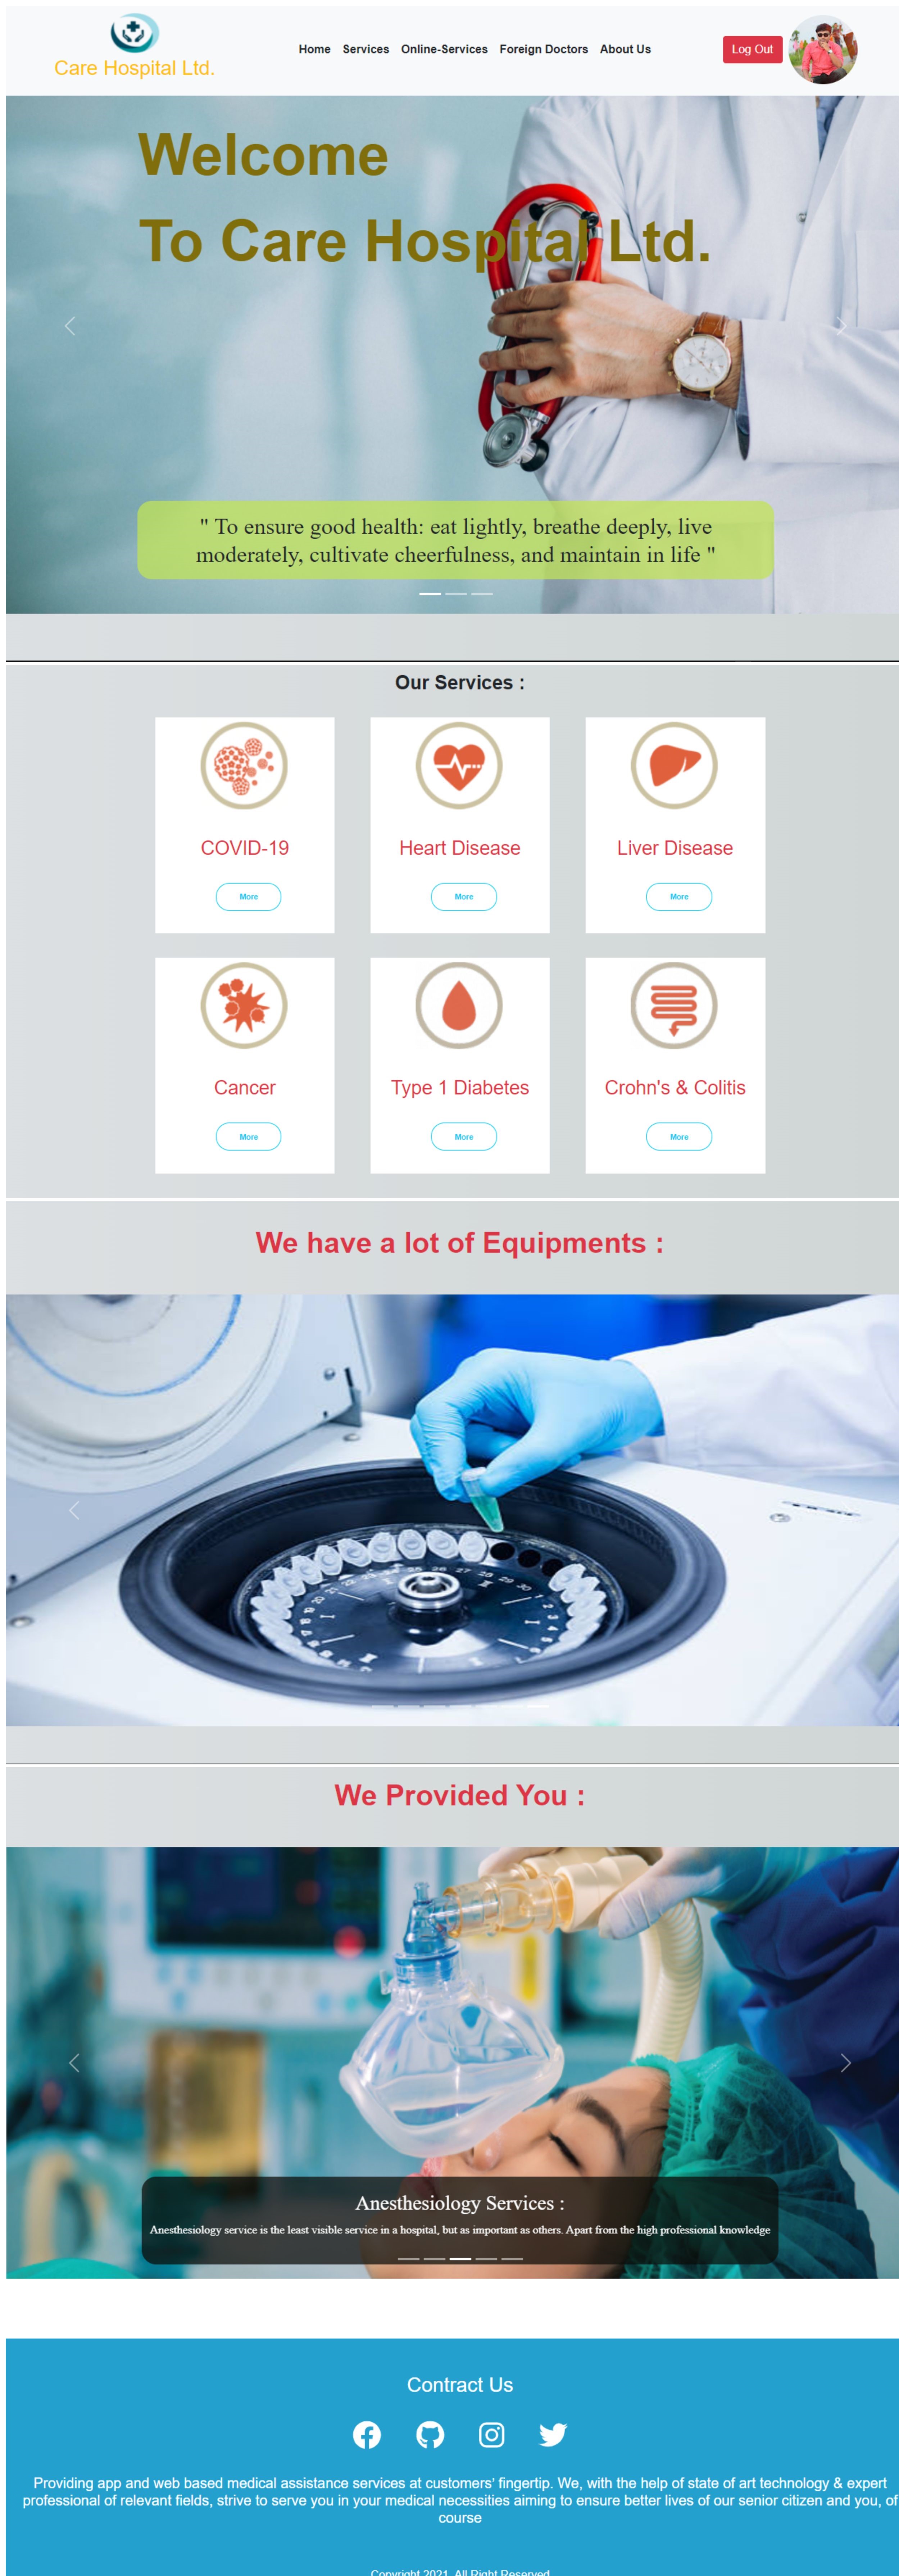 Care Hospital Ltd.
Home Services Online-Services Foreign Doctors About Us
Log Out
Welcome
To Care Hospital Ltd.
" To ensure good health: eat lightly, breathe deeply, live
moderately, cultivate cheerfulness, and maintain in life "
Our Services :
COVID-19
More
Heart Disease
More
Liver Disease
More
Cancer
More
Type 1 Diabetes
More
Crohn's & Colitis
More
We have a lot of Equipments :
We Provided You :
Anesthesiology Services :
Anesthesiology service is the least visible service in a hospital, but as important as others. Apart from the high professional knowledge
Contract Us
Providing app and web based medical assistance services at customers' fingertip. We, with the help of state of art technology & expert
professional of relevant fields, strive to serve you in your medical necessities aiming to ensure better lives of our senior citizen and you, of
course
Copyright 2021. All Right Reserved